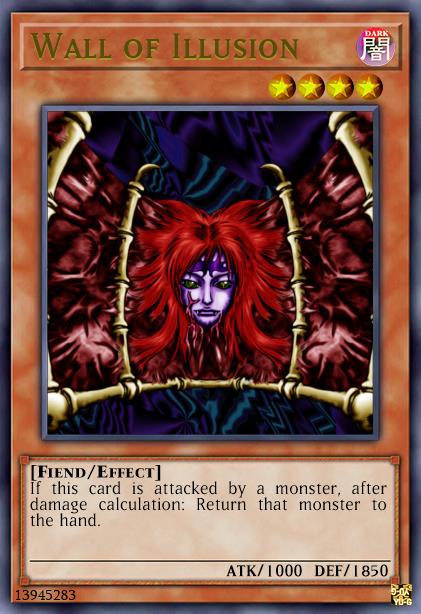 WALL OF ILLUSION
DARK
闇
[FIEND/EFFECT]
If this card is attacked by a monster, after
damage calculation: Return that monster to
the hand.
ATK/1000 DEF/1850
13945283